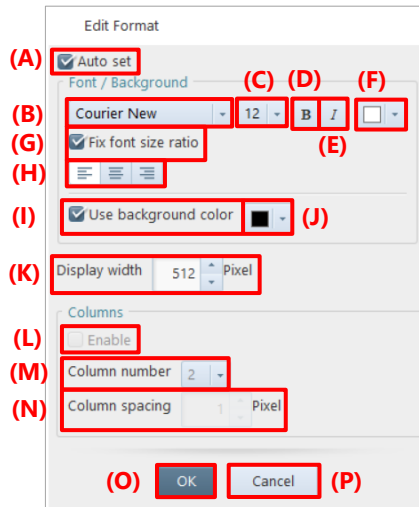 Edit Format
(A) Auto set
Font / Background
(C) (D) (F)
(B) Courier New 12 B I
(G) Fix font size ratio (E)
(H)
(I) Use background color (J)
(K) Display width 512 Pixel
Columns
(L) Enable
(M) Column number 2
(N) Column spacing 1 Pixel
(O) OK Cancel (P)